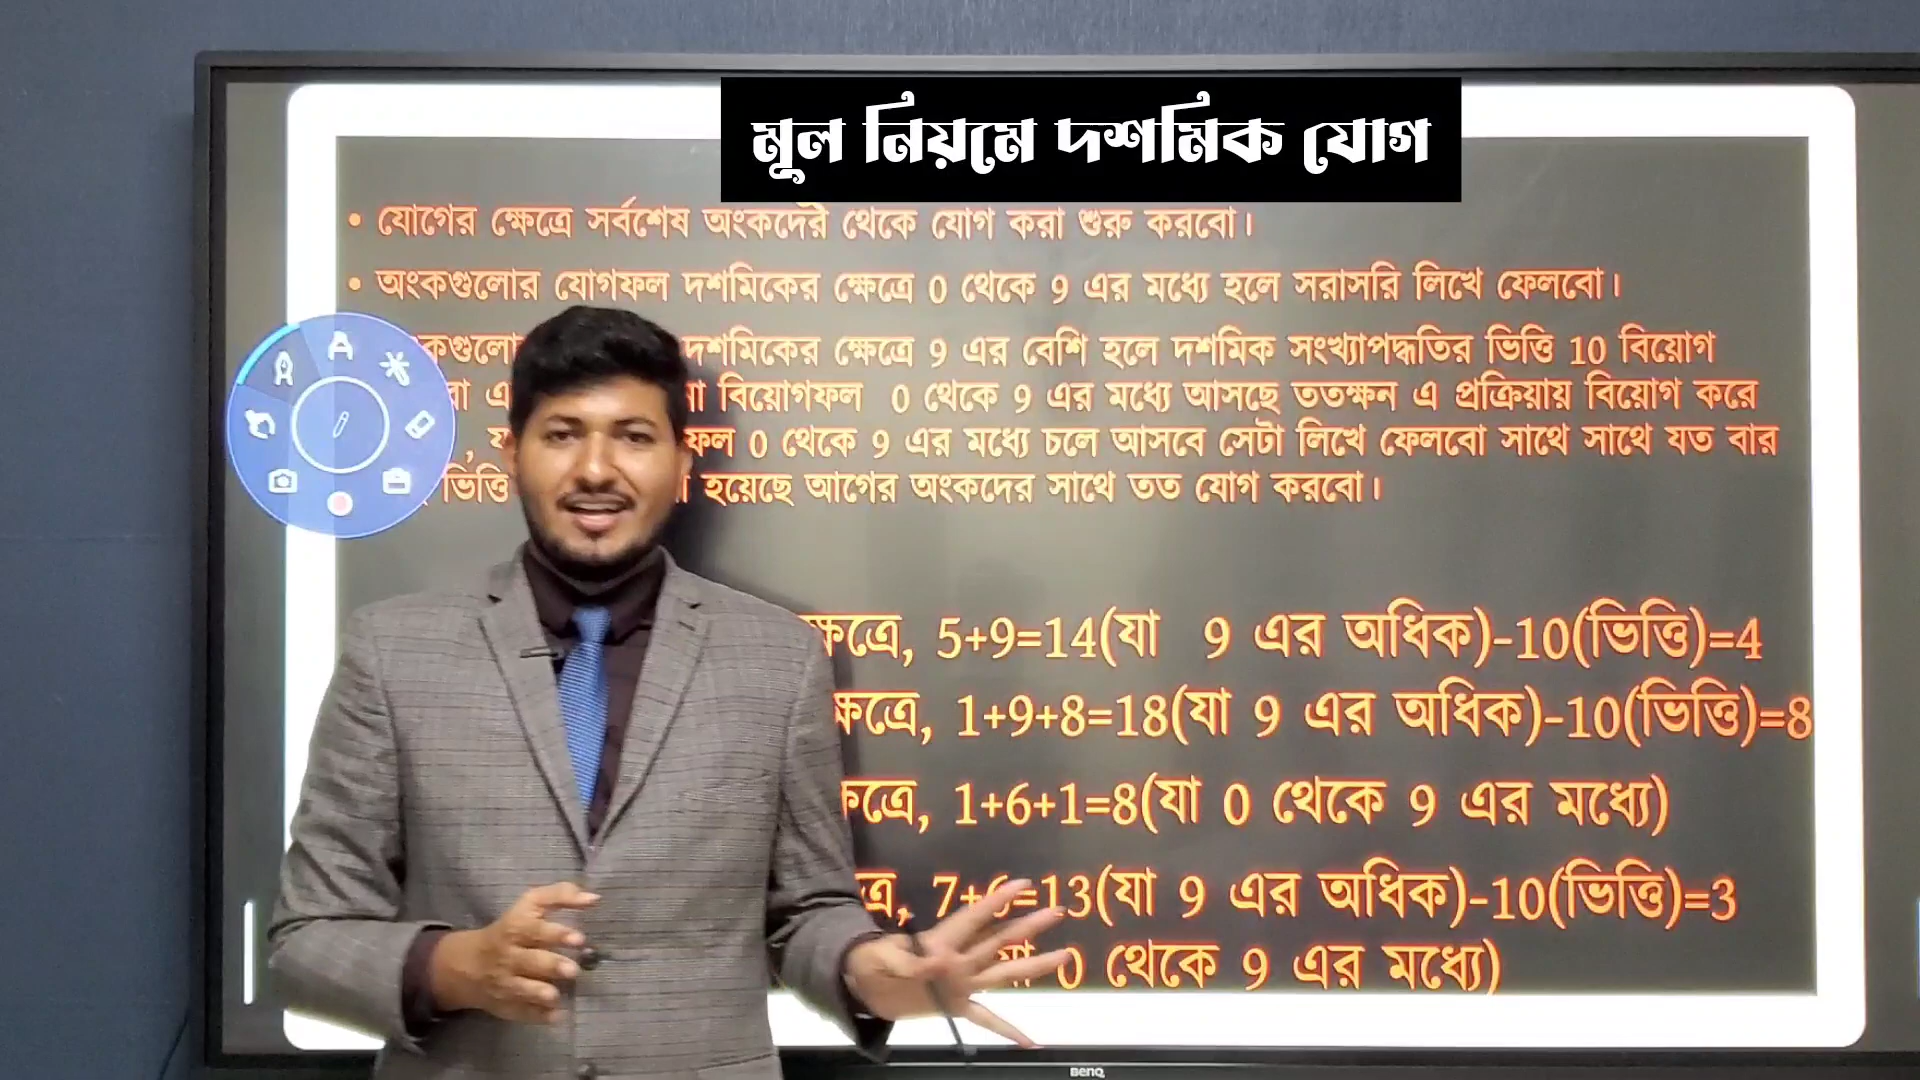 মূল নিয়মে দশমিক যোগ
• যোগের ক্ষেত্রে সর্বশেষ অংকদের থেকে যোগ করা শুরু করবো।
• অংকগুলোর যোগফল দশমিকের ক্ষেত্রে 0 থেকে 9 এর মধ্যে হলে সরাসরি লিখে ফেলবো।
দশমিকের ক্ষেত্রে 9 এর বেশি হলে দশমিক সংখ্যাপদ্ধতির ভিত্তি 10 বিয়োগ
বিয়োগফল 0 থেকে 9 এর মধ্যে আসছে ততক্ষন এ প্রক্রিয়ায় বিয়োগ করে
0 থেকে 9 এর মধ্যে চলে আসবে সেটা লিখে ফেলবো সাথে সাথে যত বার
ভিত্তি হয়েছে আগের অংকদের সাথে তত যোগ করবো।
5+9=14(যা 9 এর অধিক)-10(ভিত্তি)=4
1+9+8=18(যা 9 এর অধিক)-10(ভিত্তি)=8
1+6+1=8(যা 0 থেকে 9 এর মধ্যে)
7+6=13(যা 9 এর অধিক)-10(ভিত্তি)=3
0 থেকে 9 এর মধ্যে)
BenQ